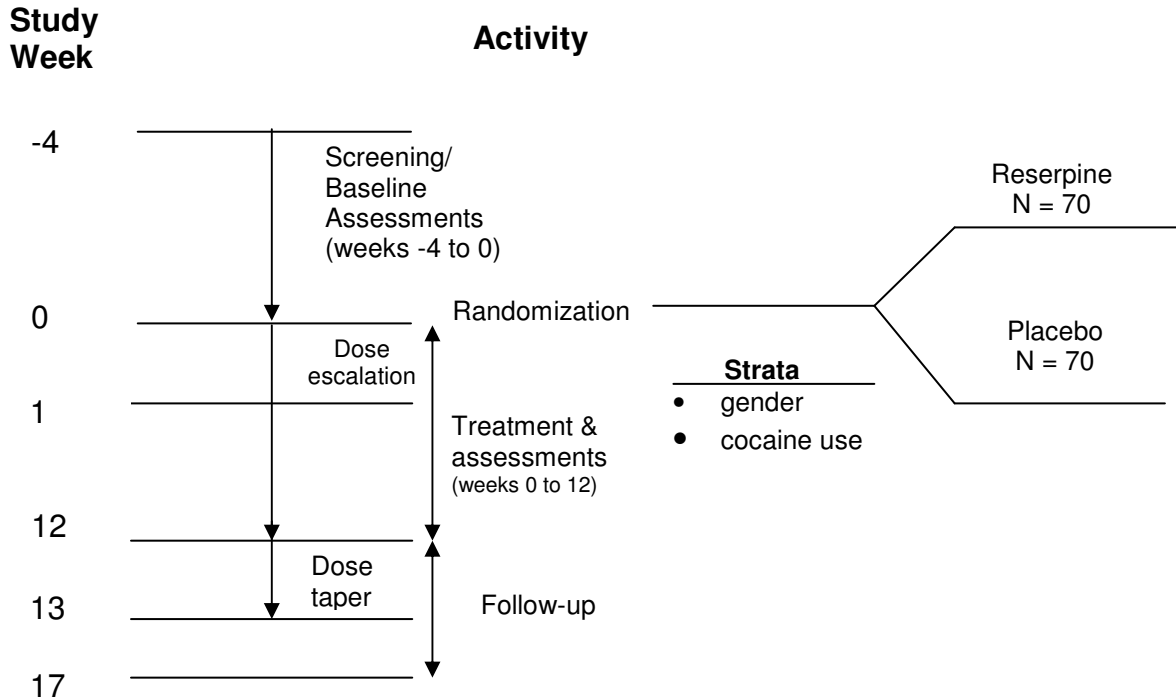 Study
Week
Activity
-4
Screening/
Baseline
Assessments
(weeks -4 to 0)
Reserpine
N = 70
0
Randomization
Dose
escalation
Placebo
N = 70
Strata
• gender
• cocaine use
1
Treatment &
assessments
(weeks 0 to 12)
12
Dose
taper
13
Follow-up
17